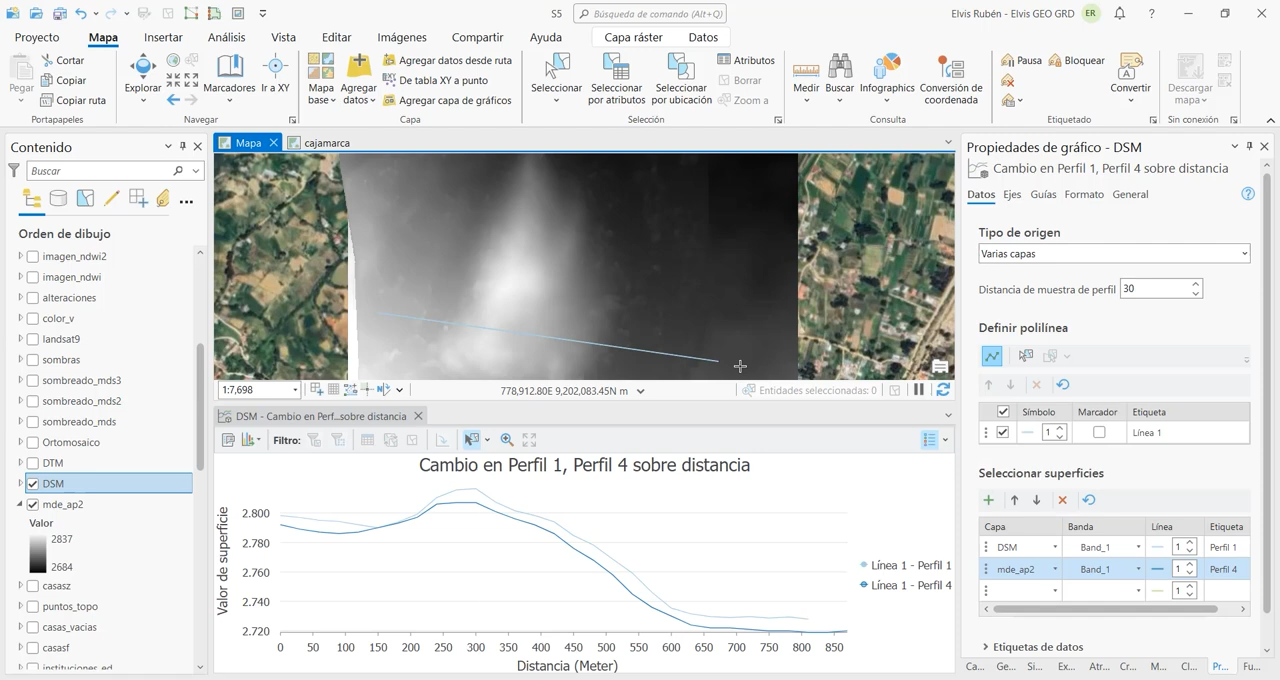 S5
Búsqueda de comando (Alt+Q)
Elvis Rubén - Elvis GEO GRD
ER
?
Proyecto
Mapa
Insertar
Análisis
Vista
Editar
Imágenes
Compartir
Ayuda
Capa ráster
Datos
Pegar
Cortar
Copiar
Copiar ruta
Portapapeles
Explorar
Marcadores
Ir a XY
Navegar
Mapa base
Agregar datos
Agregar datos desde ruta
De tabla XY a punto
Agregar capa de gráficos
Capa
Seleccionar
Seleccionar por atributos
Seleccionar por ubicación
Atributos
Borrar
Zoom a
Selección
Medir
Buscar
Infographics
Conversión de coordenada
Consulta
Pausa
Bloquear
Convertir
Etiquetado
Descargar mapa
Sin conexión
Contenido
Buscar
Orden de dibujo
imagen_ndwi2
imagen_ndwi
alteraciones
color_v
landsat9
sombras
sombreado_mds3
sombreado_mds2
sombreado_mds
Ortomosaico
DTM
DSM
mde_ap2
Valor
2837
2684
casasz
puntos_topo
casas_vacias
casasf
instituciones_ed
Mapa
cajamarca
1:7,698
778,912.80E 9,202,083.45N m
Entidades seleccionadas: 0
DSM - Cambio en Perf...sobre distancia
Filtro:
Cambio en Perfil 1, Perfil 4 sobre distancia
Valor de superficie
2.800
2.780
2.760
2.740
2.720
0 50 100 150 200 250 300 350 400 450 500 550 600 650 700 750 800 850
Distancia (Meter)
Línea 1 - Perfil 1
Línea 1 - Perfil 4
Propiedades de gráfico - DSM
Cambio en Perfil 1, Perfil 4 sobre distancia
Datos
Ejes
Guías
Formato
General
?
Tipo de origen
Varias capas
Distancia de muestra de perfil 30
Definir polilínea
Símbolo Marcador Etiqueta
1 Línea 1
Seleccionar superficies
Capa Banda Línea Etiqueta
DSM Band_1 1 Perfil 1
mde_ap2 Band_1 1 Perfil 4
1
Etiquetas de datos
Ca... Ge... Si... Ex... Atr... Cr... M... Cl... Pr... Fu...